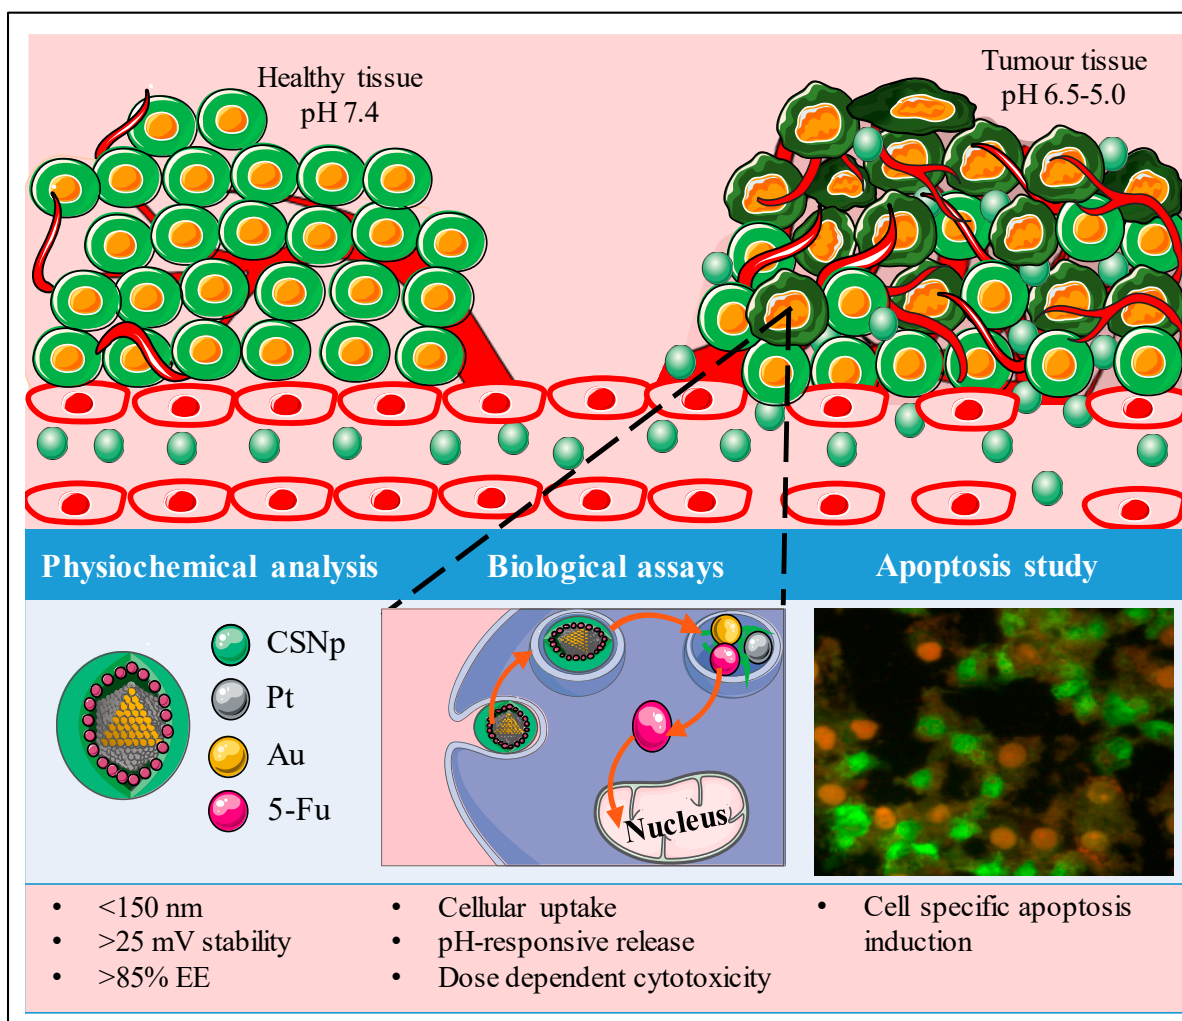 Healthy tissue
pH 7.4
Tumour tissue
pH 6.5-5.0
Physiochemical analysis
Biological assays
Apoptosis study
CSNp
Pt
Au
5-Fu
Nucleus
• <150 nm
• >25 mV stability
• >85% EE
• Cellular uptake
• pH-responsive release
• Dose dependent cytotoxicity
• Cell specific apoptosis
induction